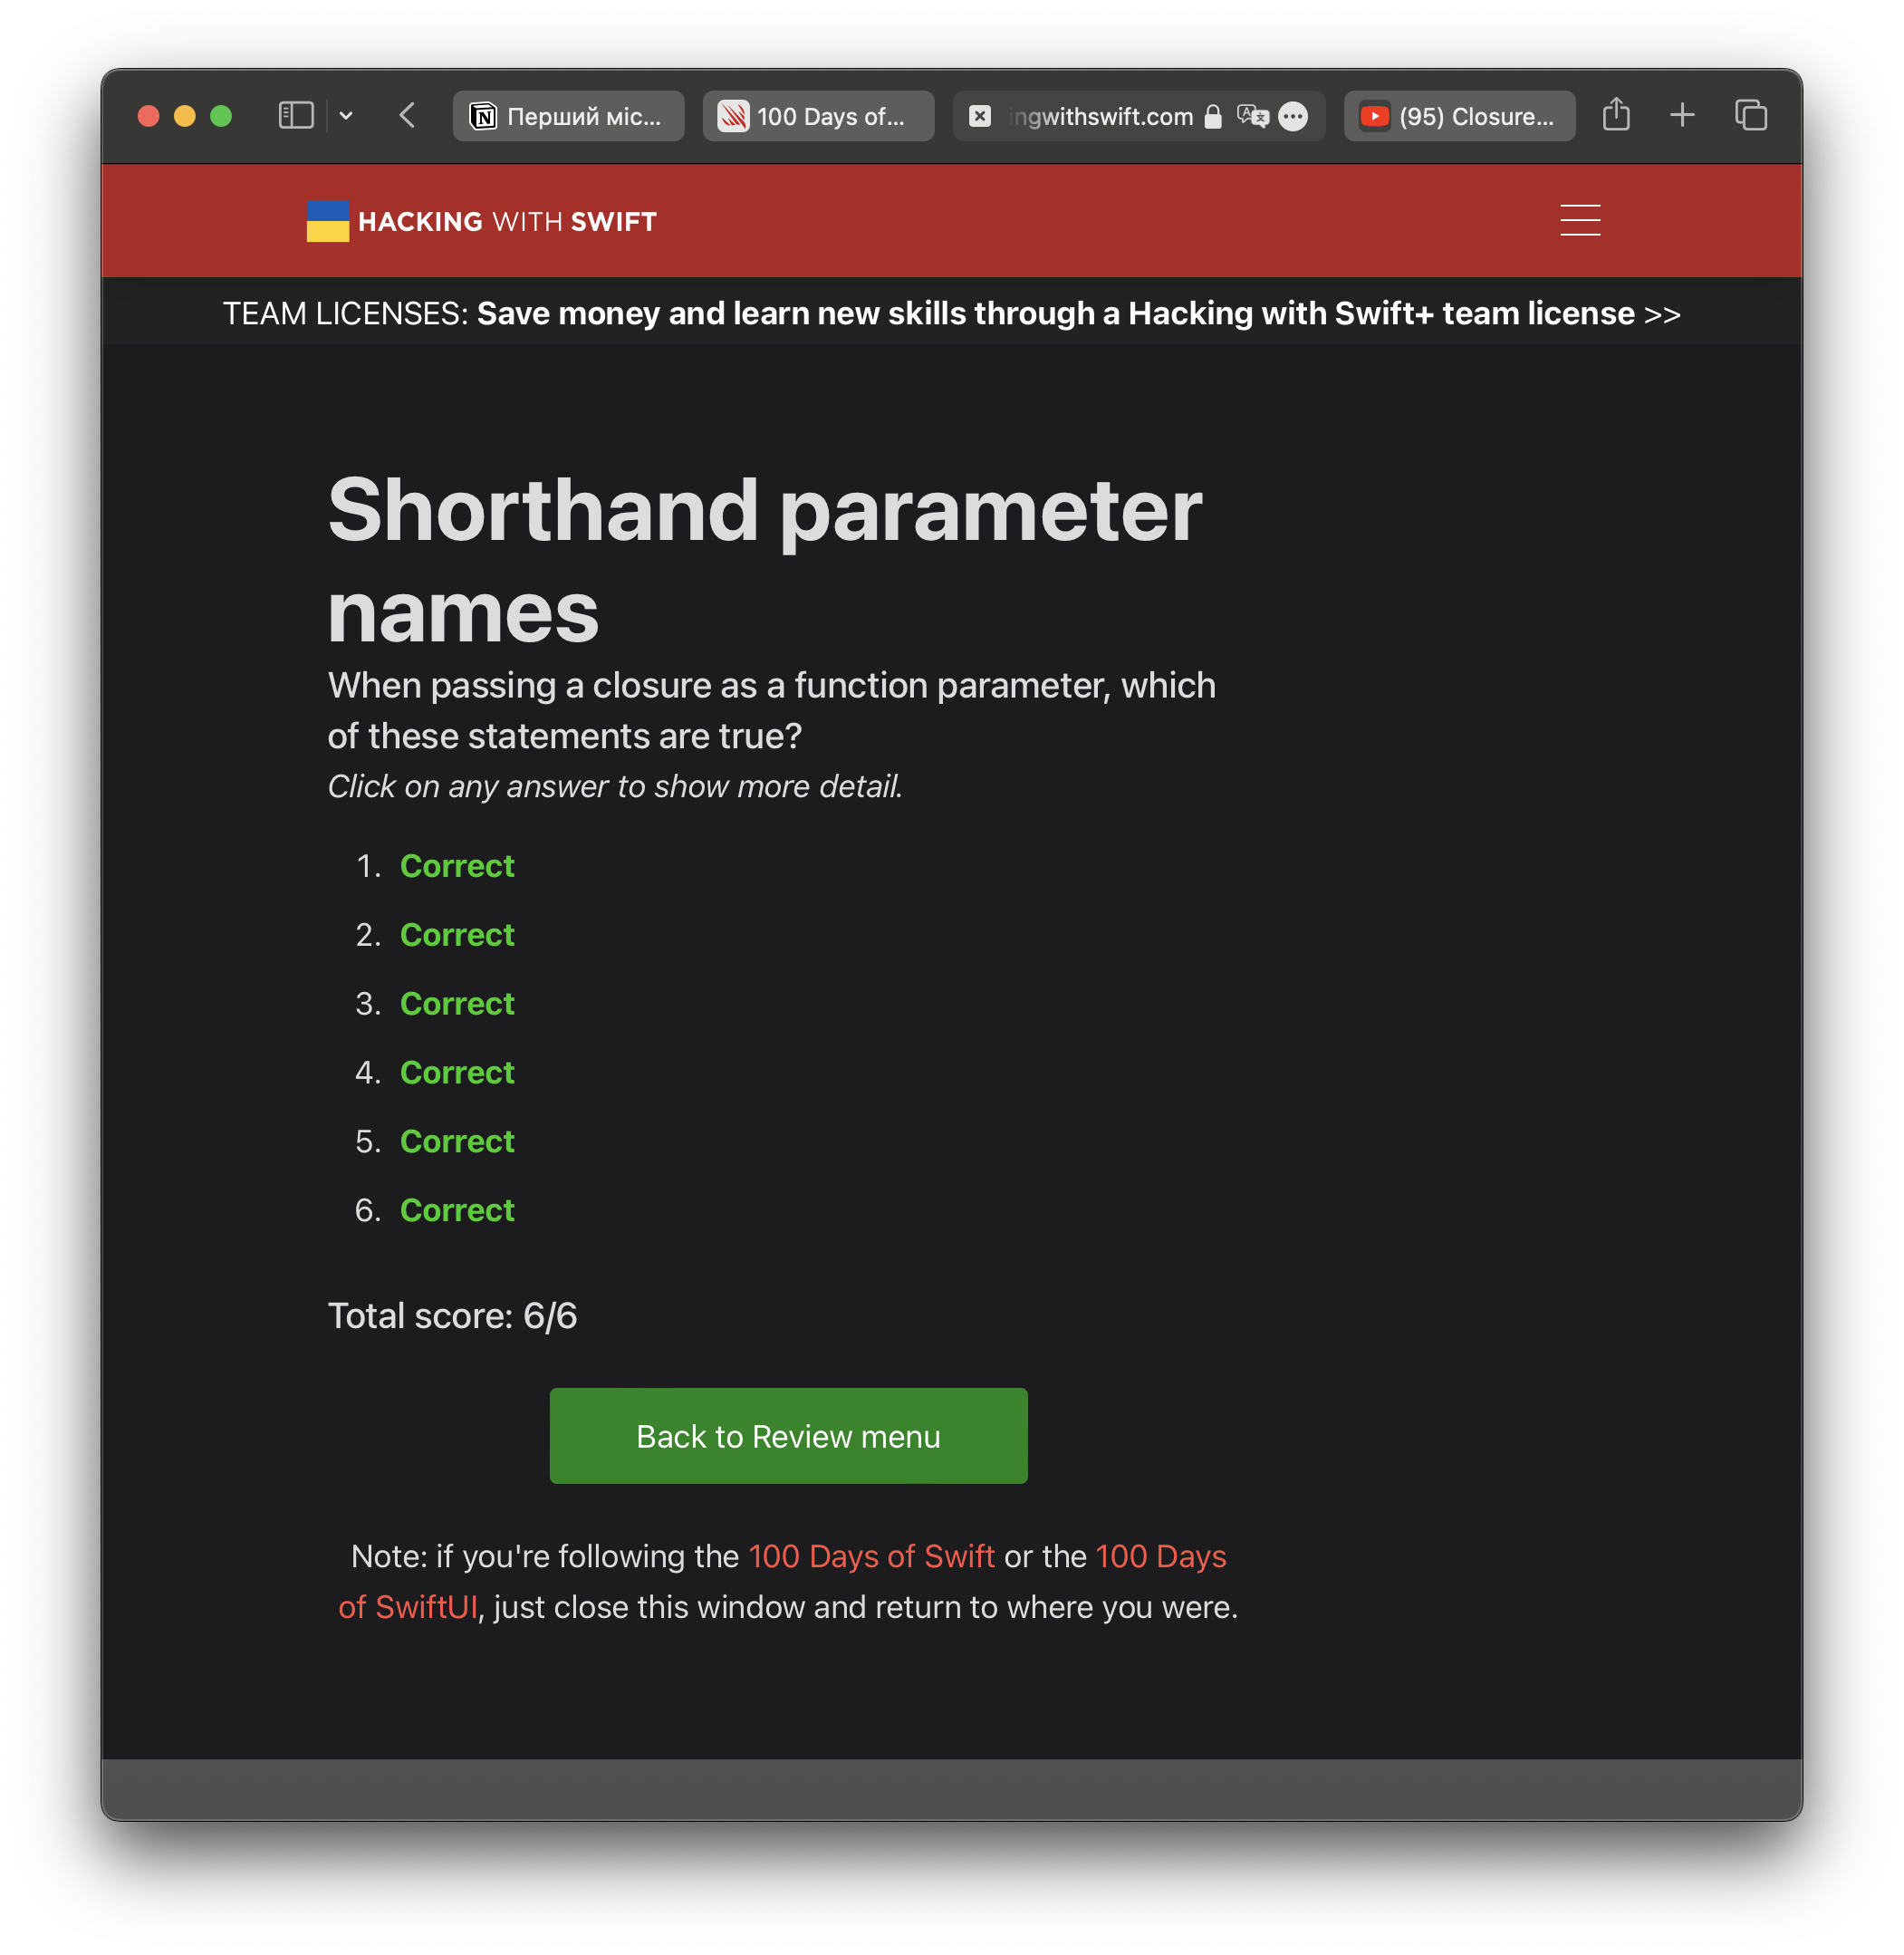 Перший міс...
100 Days of...
ingwithswift.com
(95) Closure...
HACKING WITH SWIFT
TEAM LICENSES: Save money and learn new skills through a Hacking with Swift+ team license >>
Shorthand parameter
names
When passing a closure as a function parameter, which
of these statements are true?
Click on any answer to show more detail.
1. Correct
2. Correct
3. Correct
4. Correct
5. Correct
6. Correct
Total score: 6/6
Back to Review menu
Note: if you're following the 100 Days of Swift or the 100 Days
of SwiftUI, just close this window and return to where you were.